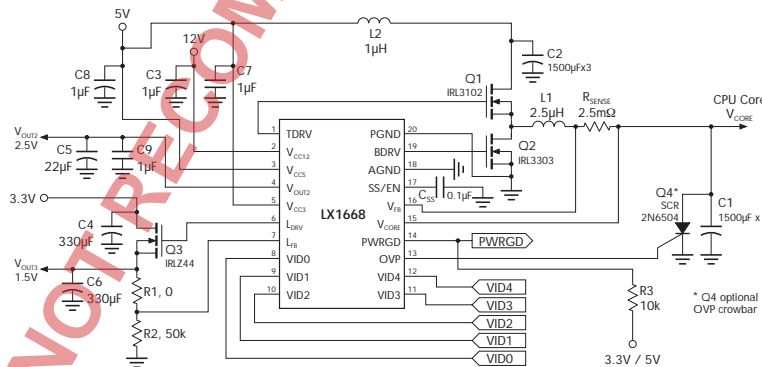 5V
12V
L2
1µH
C8
1µF
C3
1µF
C7
1µF
C2
1500µFx3
Q1
IRL3102
L1
2.5µH
RSENSE
2.5mΩ
CPU Core
VCORE
VOUT2
2.5V
C5
22µF
C9
1µF
1 TDRV
2 VCC12
3 VCC5
4 VOUT2
5 VCC3
6 LDRV
7 LFB
8 VID0
9 VID1
10 VID2
LX1668
PGND 20
BDRV 19
AGND 18
SS/EN 17
VFB 16
VCORE 15
PWRGD 14
OVP 13
VID4 12
VID3 11
Q2
IRL3303
CSS 0.1µF
Q4*
SCR
2N6504
C1
1500µF x
3.3V
C4
330µF
Q3
IRLZ44
VOUT3
1.5V
C6
330µF
R1, 0
R2, 50k
PWRGD
VID4
VID3
VID2
VID1
VID0
R3
10k
3.3V / 5V
* Q4 optional
OVP crowbar
NOT RECOM